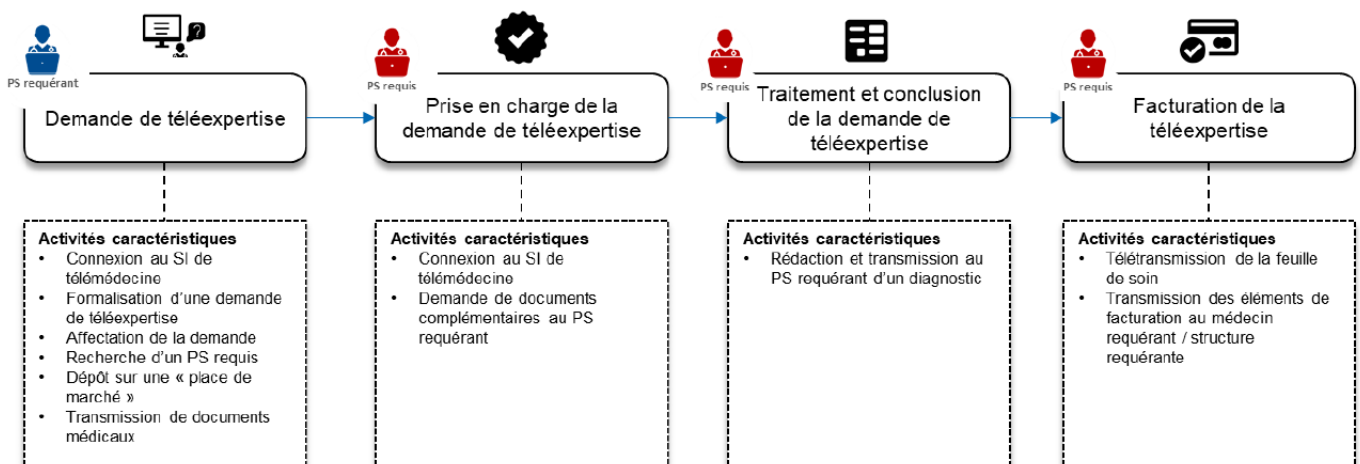 PS requérant
Demande de téléexpertise
PS requis
Prise en charge de la
demande de téléexpertise
PS requis
Traitement et conclusion
de la demande de
téléexpertise
PS requis
Facturation de la
téléexpertise
Activités caractéristiques
• Connexion au SI de
télémédecine
• Formalisation d'une demande
de téléexpertise
• Affectation de la demande
• Recherche d'un PS requis
• Dépôt sur une « place de
marché »
• Transmission de documents
médicaux
Activités caractéristiques
• Connexion au SI de
télémédecine
• Demande de documents
complémentaires au PS
requérant
Activités caractéristiques
• Rédaction et transmission au
PS requérant d'un diagnostic
Activités caractéristiques
• Télétransmission de la feuille
de soin
• Transmission des éléments de
facturation au médecin
requérant / structure
requérante